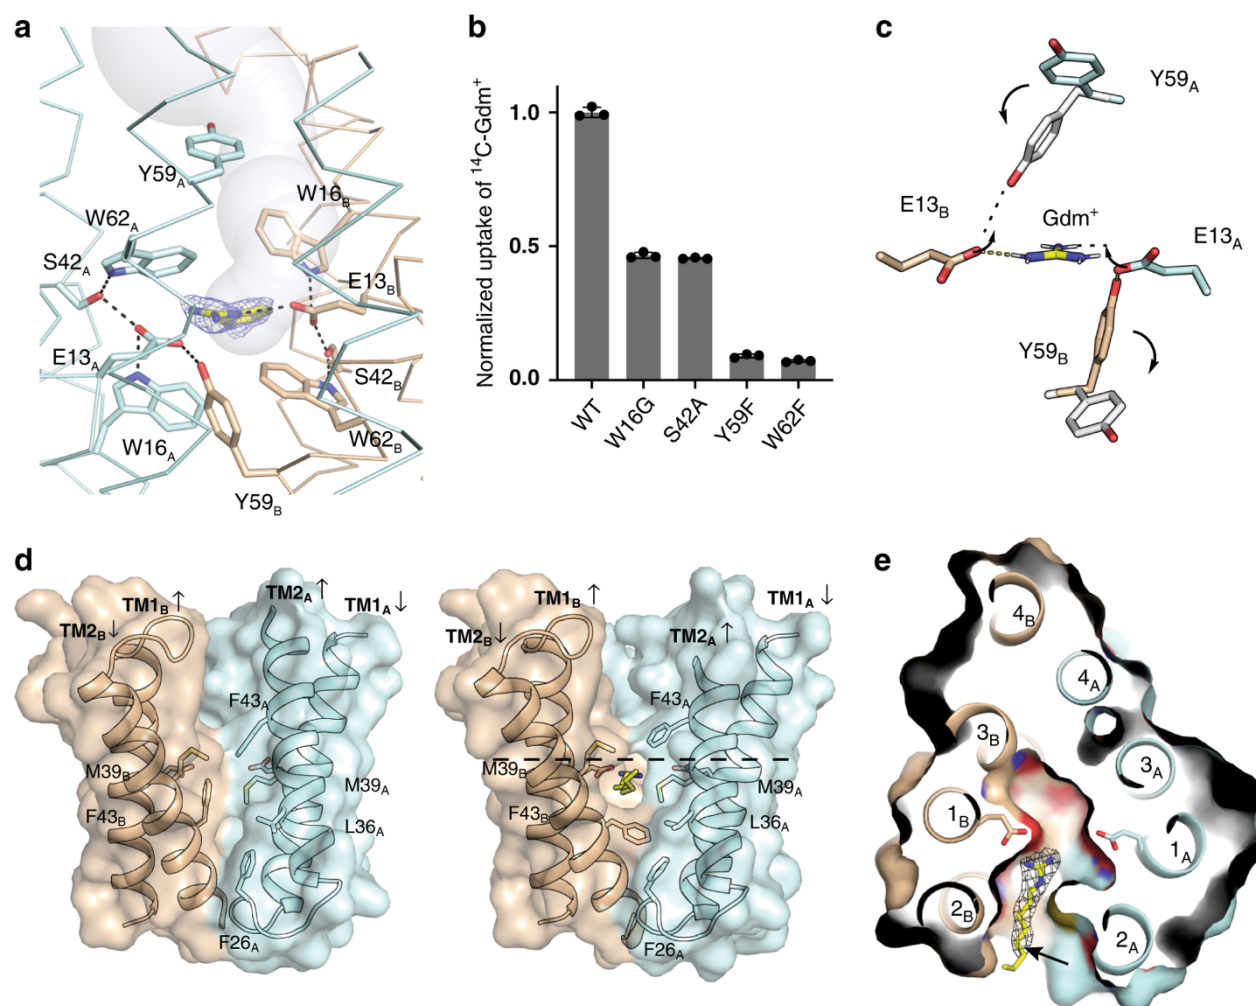 a
Y59A
W16B
W62A
S42A
E13B
E13A
S42B
W16A
W62B
Y59B
b
Normalized uptake of 14C-Gdm+
1.0
0.5
0.0
WT
W16G
S42A
Y59F
W62F
c
Y59A
E13B
Gdm+
E13A
Y59B
d
TM1B ↑
TM2A ↑
TM1A ↓
TM2B ↓
F43A
M39B
M39A
F43B
L36A
F26A
TM1B ↑
TM1A ↓
TM2B ↓
TM2A ↑
F43A
M39B
M39A
F43B
L36A
F26A
e
4B
4A
3B
3A
1B
1A
2B
2A